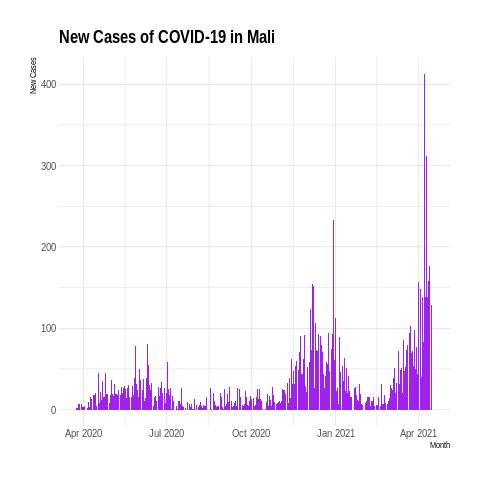 New Cases of COVID-19 in Mali
New Cases
400
300
200
100
0
Apr 2020
Jul 2020
Oct 2020
Jan 2021
Apr 2021
Month